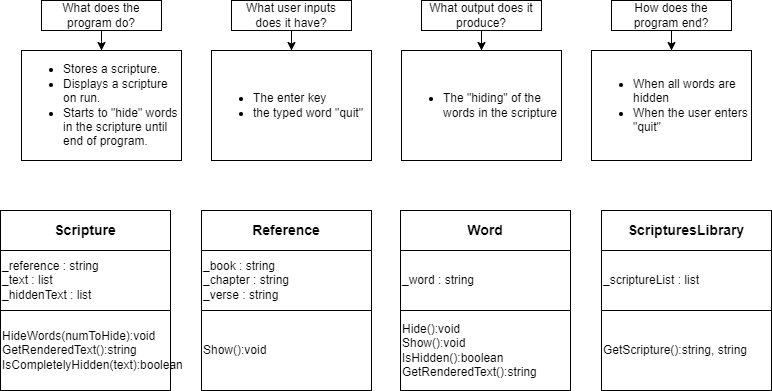 What does the
program do?
What user inputs
does it have?
What output does it
produce?
How does the
program end?
• Stores a scripture.
• Displays a scripture
on run.
• Starts to "hide" words
in the scripture until
end of program.
• The enter key
• the typed word "quit"
• The "hiding" of the
words in the scripture
• When all words are
hidden
• When the user enters
"quit"
Scripture
_reference : string
_text : list
_hiddenText : list
HideWords(numToHide):void
GetRenderedText():string
IsCompletelyHidden(text):boolean
Reference
_book : string
_chapter : string
_verse : string
Show():void
Word
_word : string
Hide():void
Show():void
IsHidden():boolean
GetRenderedText():string
ScripturesLibrary
_scriptureList : list
GetScripture():string, string